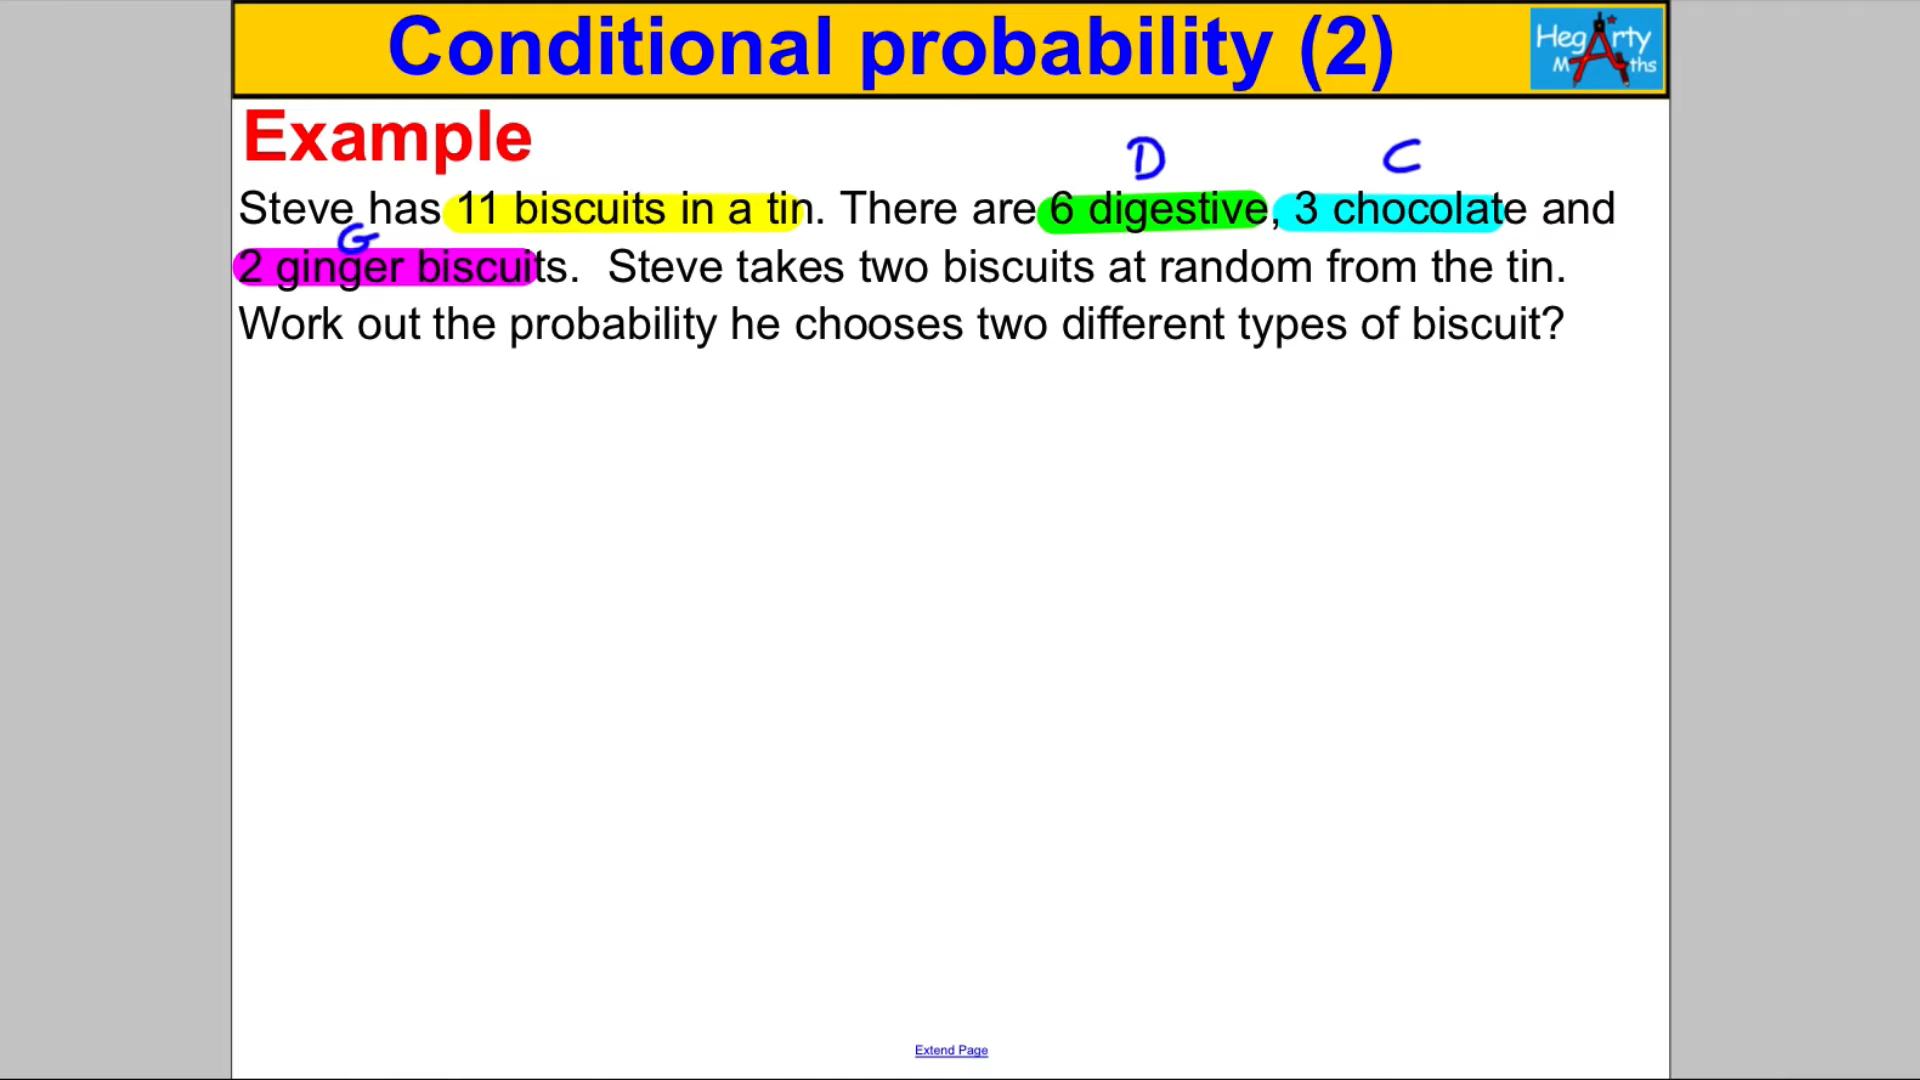 Conditional probability (2)
HegArty
Maths
Example
D C
Steve has 11 biscuits in a tin. There are 6 digestive, 3 chocolate and
G
2 ginger biscuits. Steve takes two biscuits at random from the tin.
Work out the probability he chooses two different types of biscuit?
Extend Page